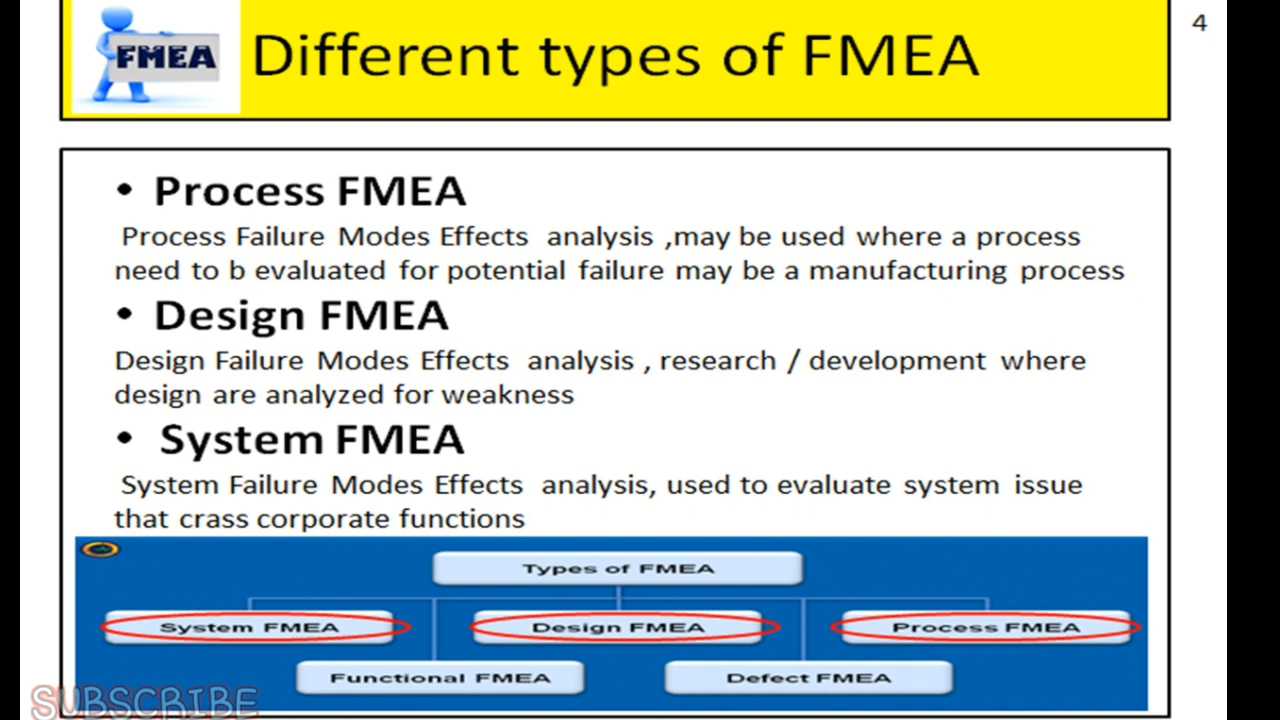 4
FMEA
Different types of FMEA
• Process FMEA
Process Failure Modes Effects analysis ,may be used where a process
need to b evaluated for potential failure may be a manufacturing process
• Design FMEA
Design Failure Modes Effects analysis , research / development where
design are analyzed for weakness
• System FMEA
System Failure Modes Effects analysis, used to evaluate system issue
that crass corporate functions
Types of FMEA
System FMEA
Design FMEA
Process FMEA
Functional FMEA
Defect FMEA
SUBSCRIBE